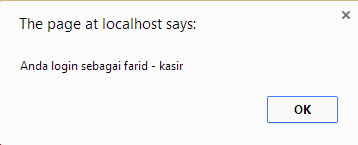 The page at localhost says:
Anda login sebagai farid - kasir
OK